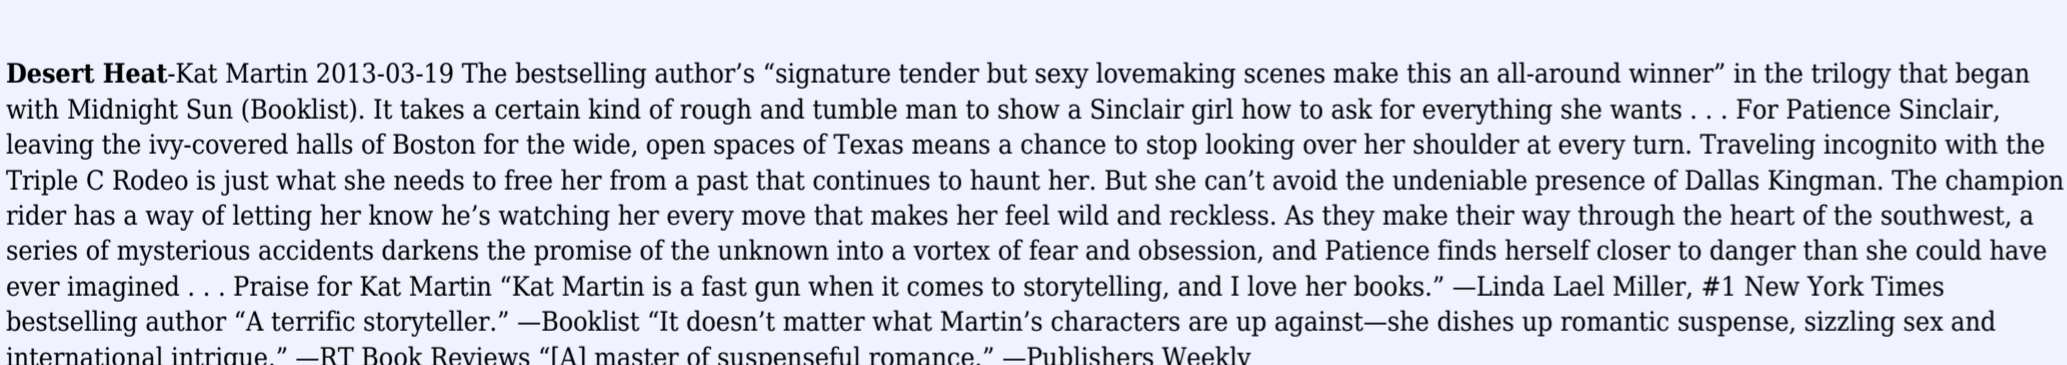 Desert Heat-Kat Martin 2013-03-19 The bestselling author’s “signature tender but sexy lovemaking scenes make this an all-around winner” in the trilogy that began
with Midnight Sun (Booklist). It takes a certain kind of rough and tumble man to show a Sinclair girl how to ask for everything she wants . . . For Patience Sinclair,
leaving the ivy-covered halls of Boston for the wide, open spaces of Texas means a chance to stop looking over her shoulder at every turn. Traveling incognito with the
Triple C Rodeo is just what she needs to free her from a past that continues to haunt her. But she can’t avoid the undeniable presence of Dallas Kingman. The champion
rider has a way of letting her know he’s watching her every move that makes her feel wild and reckless. As they make their way through the heart of the southwest, a
series of mysterious accidents darkens the promise of the unknown into a vortex of fear and obsession, and Patience finds herself closer to danger than she could have
ever imagined . . . Praise for Kat Martin “Kat Martin is a fast gun when it comes to storytelling, and I love her books.” —Linda Lael Miller, #1 New York Times
bestselling author “A terrific storyteller.” —Booklist “It doesn’t matter what Martin’s characters are up against—she dishes up romantic suspense, sizzling sex and
international intrigue.” —RT Book Reviews “[A] master of suspenseful romance.” —Publishers Weekly